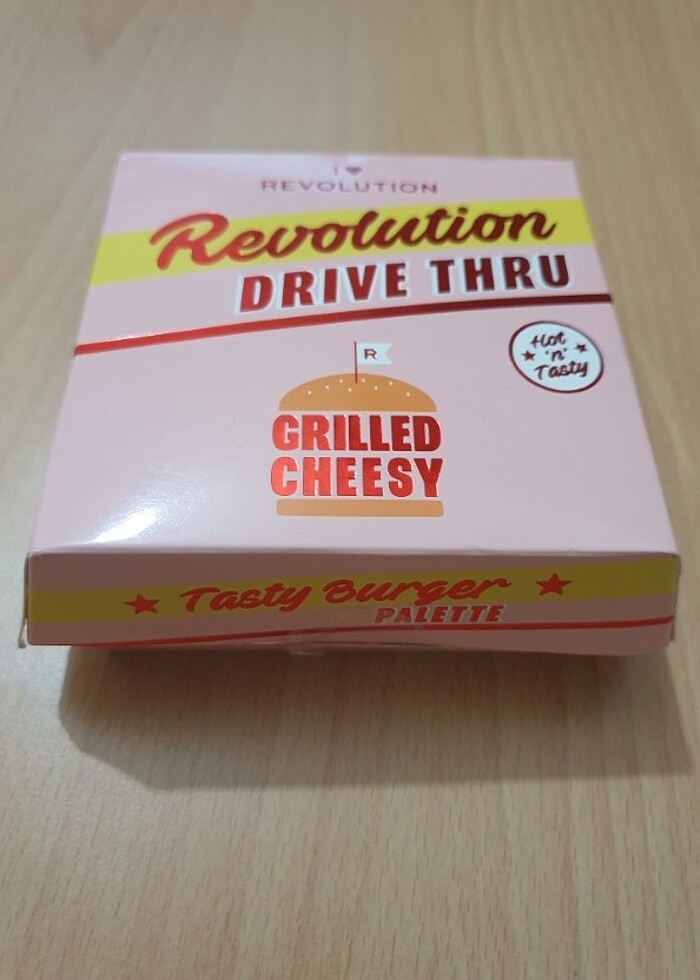 I ♥
REVOLUTION
Revolution
DRIVE THRU
R
Hot
'n'
Tasty
GRILLED
CHEESY
Tasty Burger
PALETTE